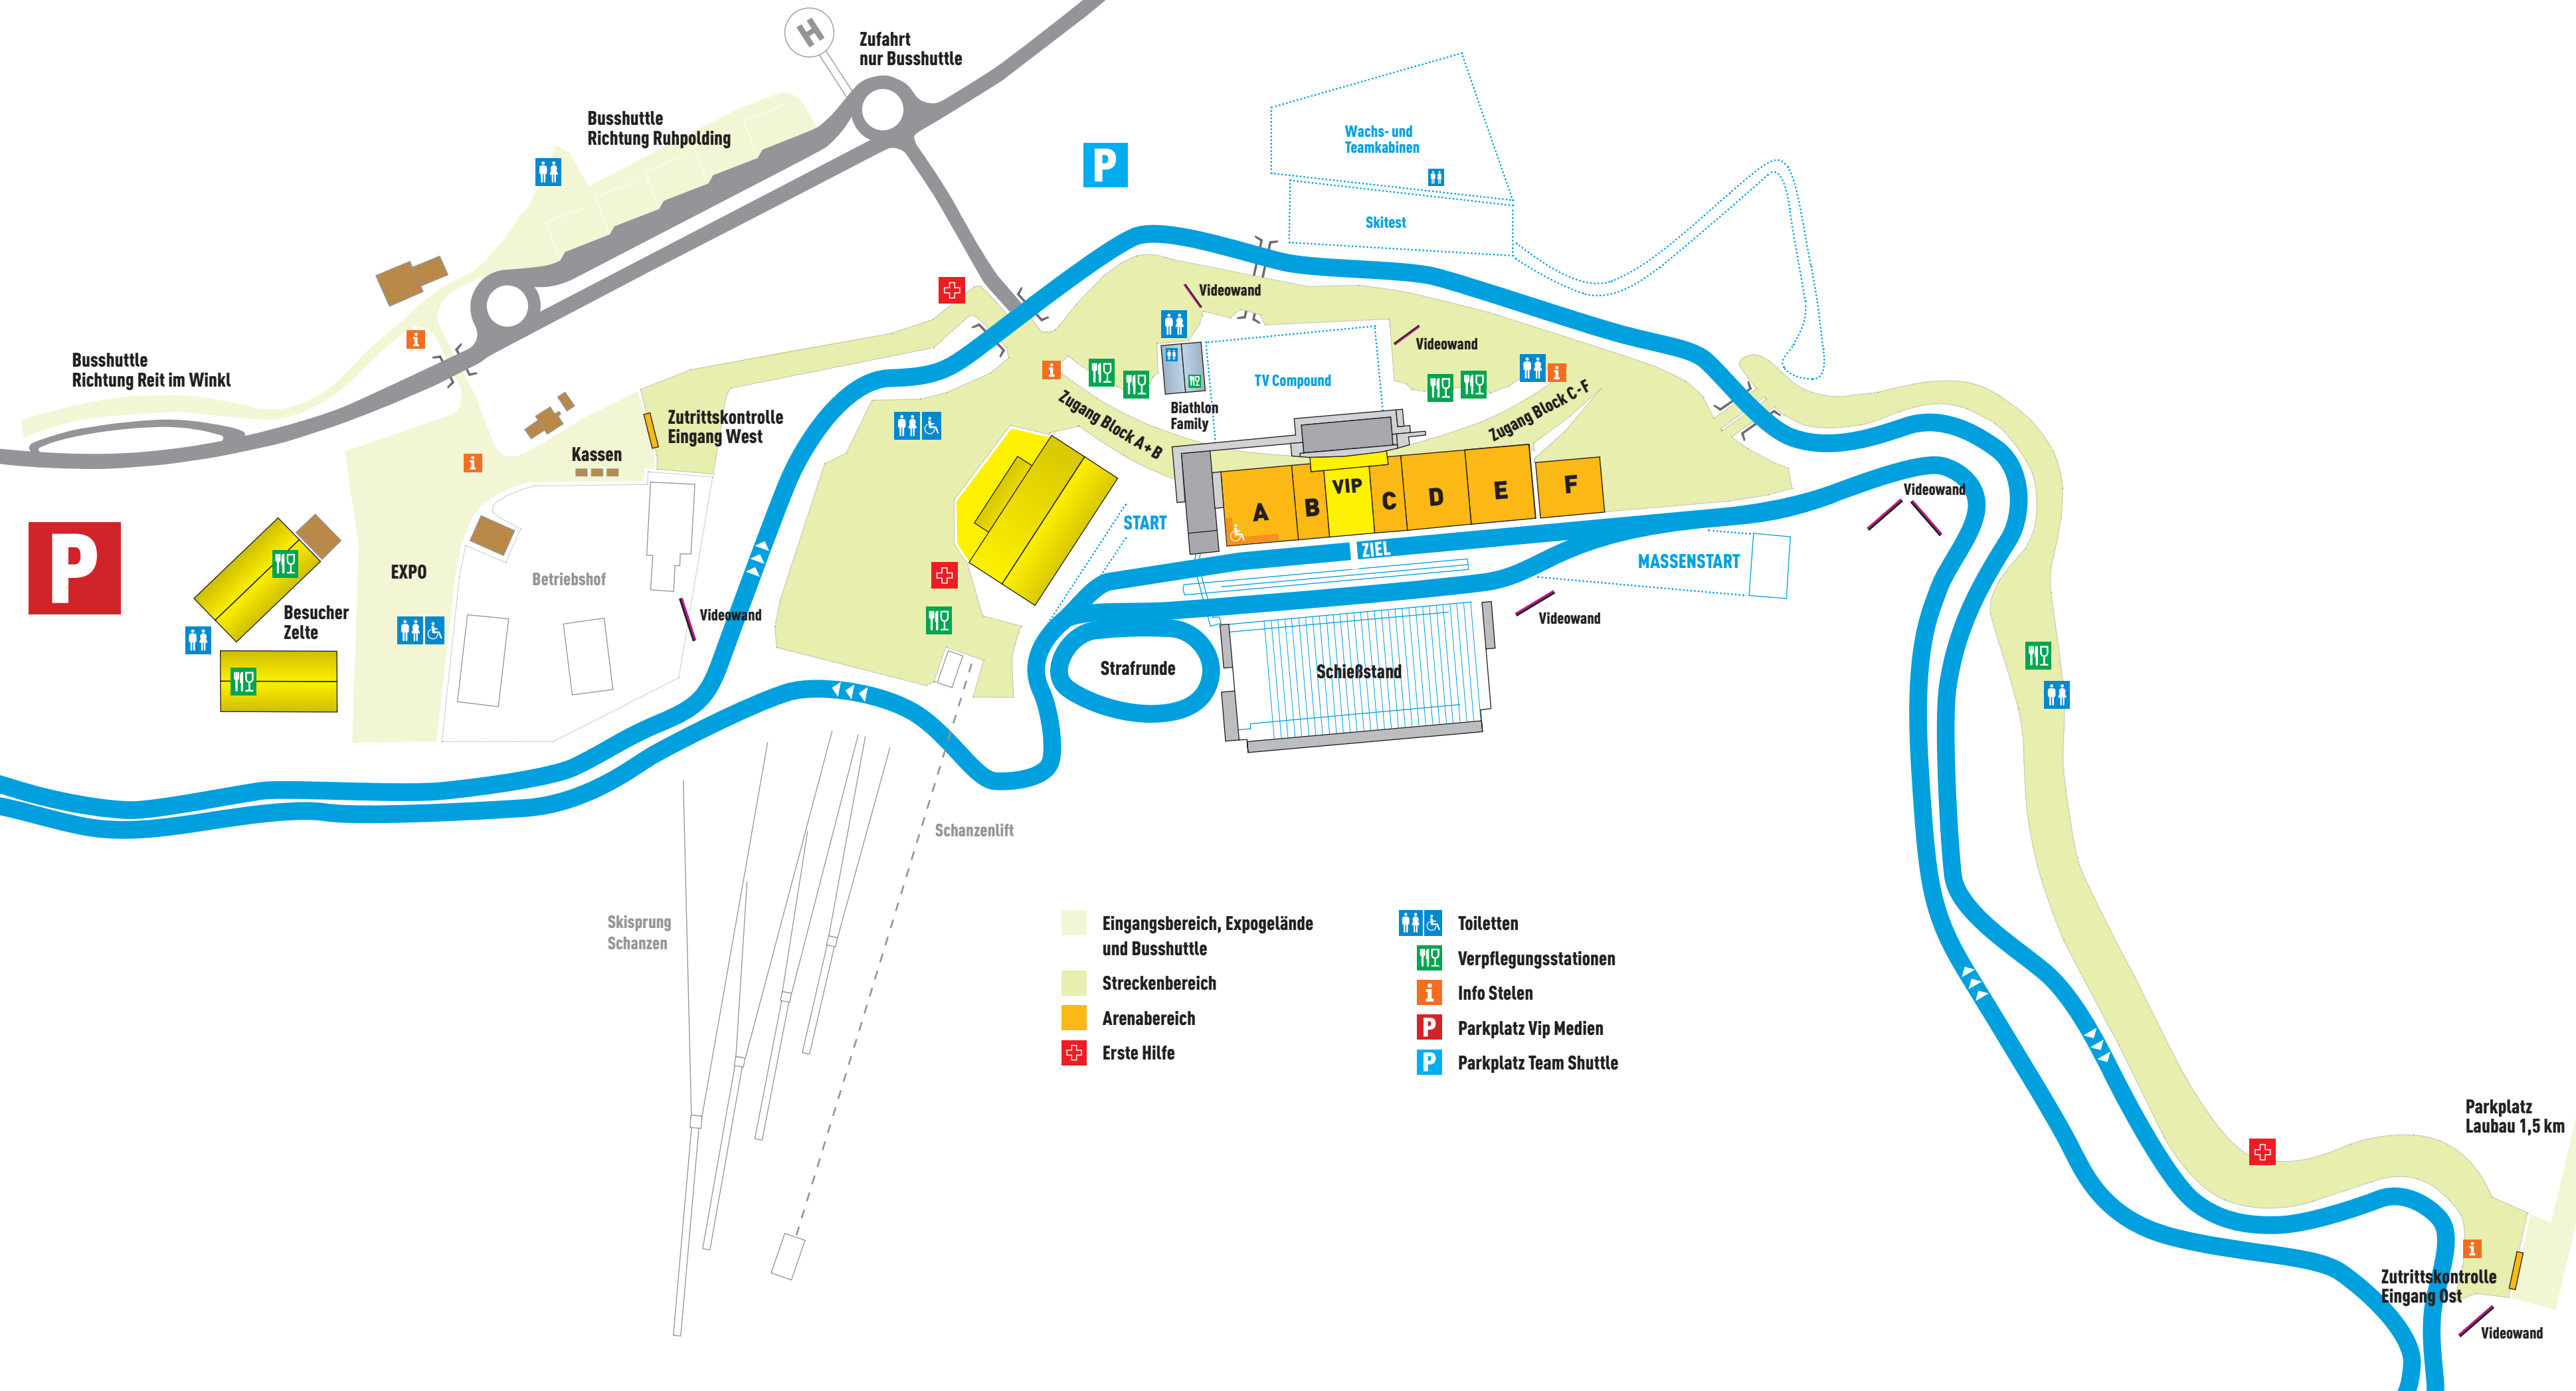 H
Zufahrt
nur Busshuttle
Busshuttle
Richtung Ruhpolding
P
Wachs- und
Teamkabinen
Skitest
Videowand
Videowand
i
Busshuttle
Richtung Reit im Winkl
i
TV Compound
i
Biathlon
Family
Zugang Block A+B
Zugang Block C-F
Zutrittskontrolle
Eingang West
Kassen
i
A
B
VIP
C
D
E
F
Videowand
START
ZIEL
MASSENSTART
P
EXPO
Betriebshof
Besucher
Zelte
Videowand
Videowand
Strafrunde
Schießstand
Schanzenlift
Skisprung
Schanzen
Eingangsbereich, Expogelände
und Busshuttle
Streckenbereich
Arenabereich
Erste Hilfe
Toiletten
Verpflegungsstationen
i Info Stelen
P Parkplatz Vip Medien
P Parkplatz Team Shuttle
Parkplatz
Laubau 1,5 km
i
Zutrittskontrolle
Eingang Ost
Videowand